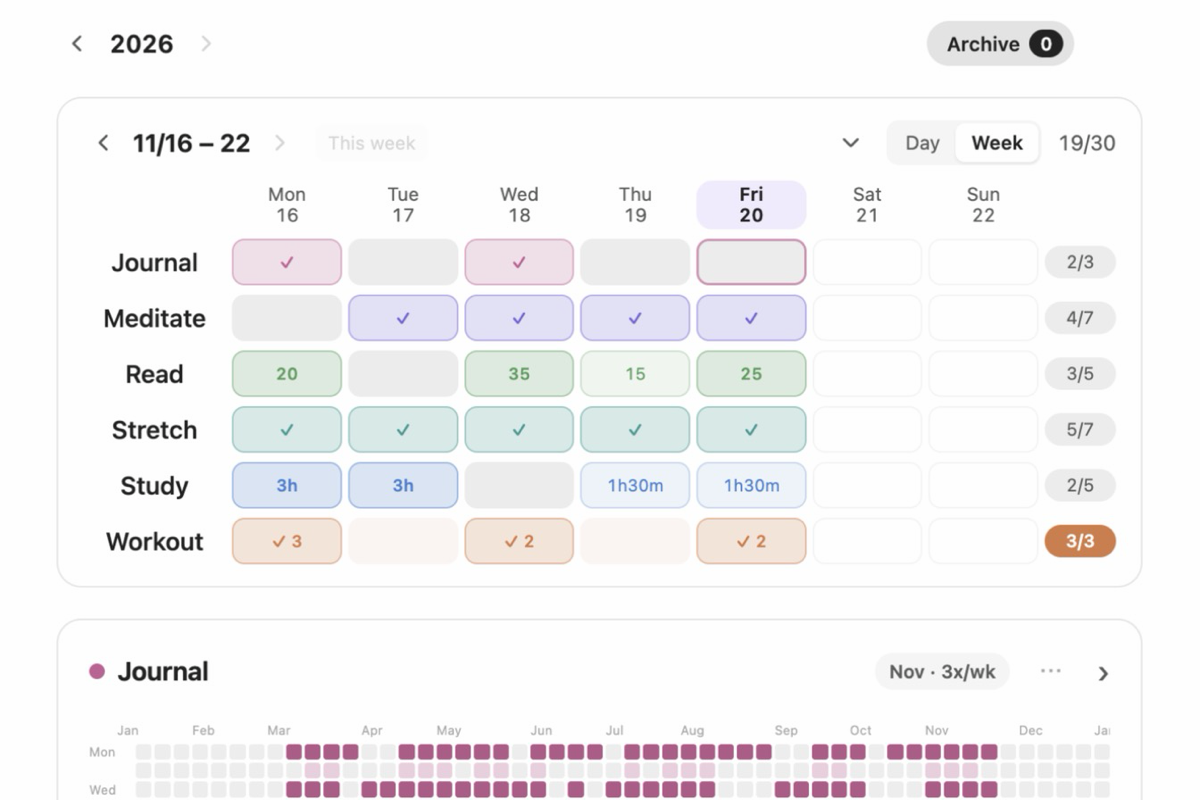 2026
Archive 0
11/16 – 22 This week Day Week 19/30
Mon Tue Wed Thu Fri Sat Sun
16 17 18 19 20 21 22
Journal ✓ ✓ 2/3
Meditate ✓ ✓ ✓ ✓ 4/7
Read 20 35 15 25 3/5
Stretch ✓ ✓ ✓ ✓ ✓ 5/7
Study 3h 3h 1h30m 1h30m 2/5
Workout ✓ 3 ✓ 2 ✓ 2 3/3
Journal Nov · 3x/wk ...
Jan Feb Mar Apr May Jun Jul Aug Sep Oct Nov Dec
Mon
Wed